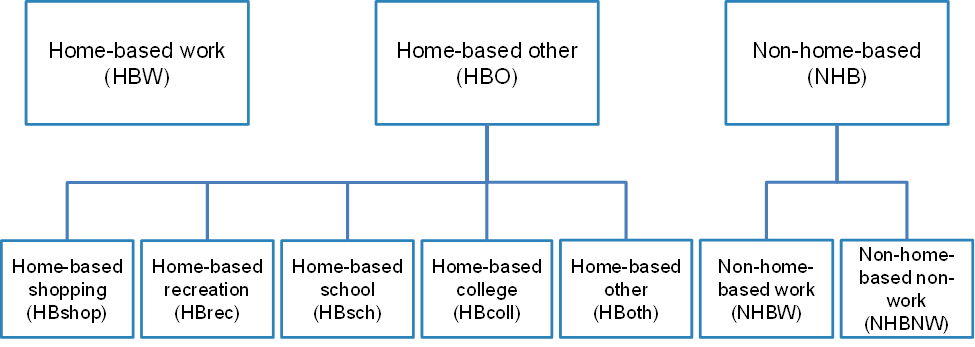 Home-based work
(HBW)
Home-based other
(HBO)
Non-home-based
(NHB)
Home-based
shopping
(HBshop)
Home-based
recreation
(HBrec)
Home-based
school
(HBsch)
Home-based
college
(HBcoll)
Home-based
other
(HBoth)
Non-home-
based work
(NHBW)
Non-home-
based non-
work
(NHBNW)